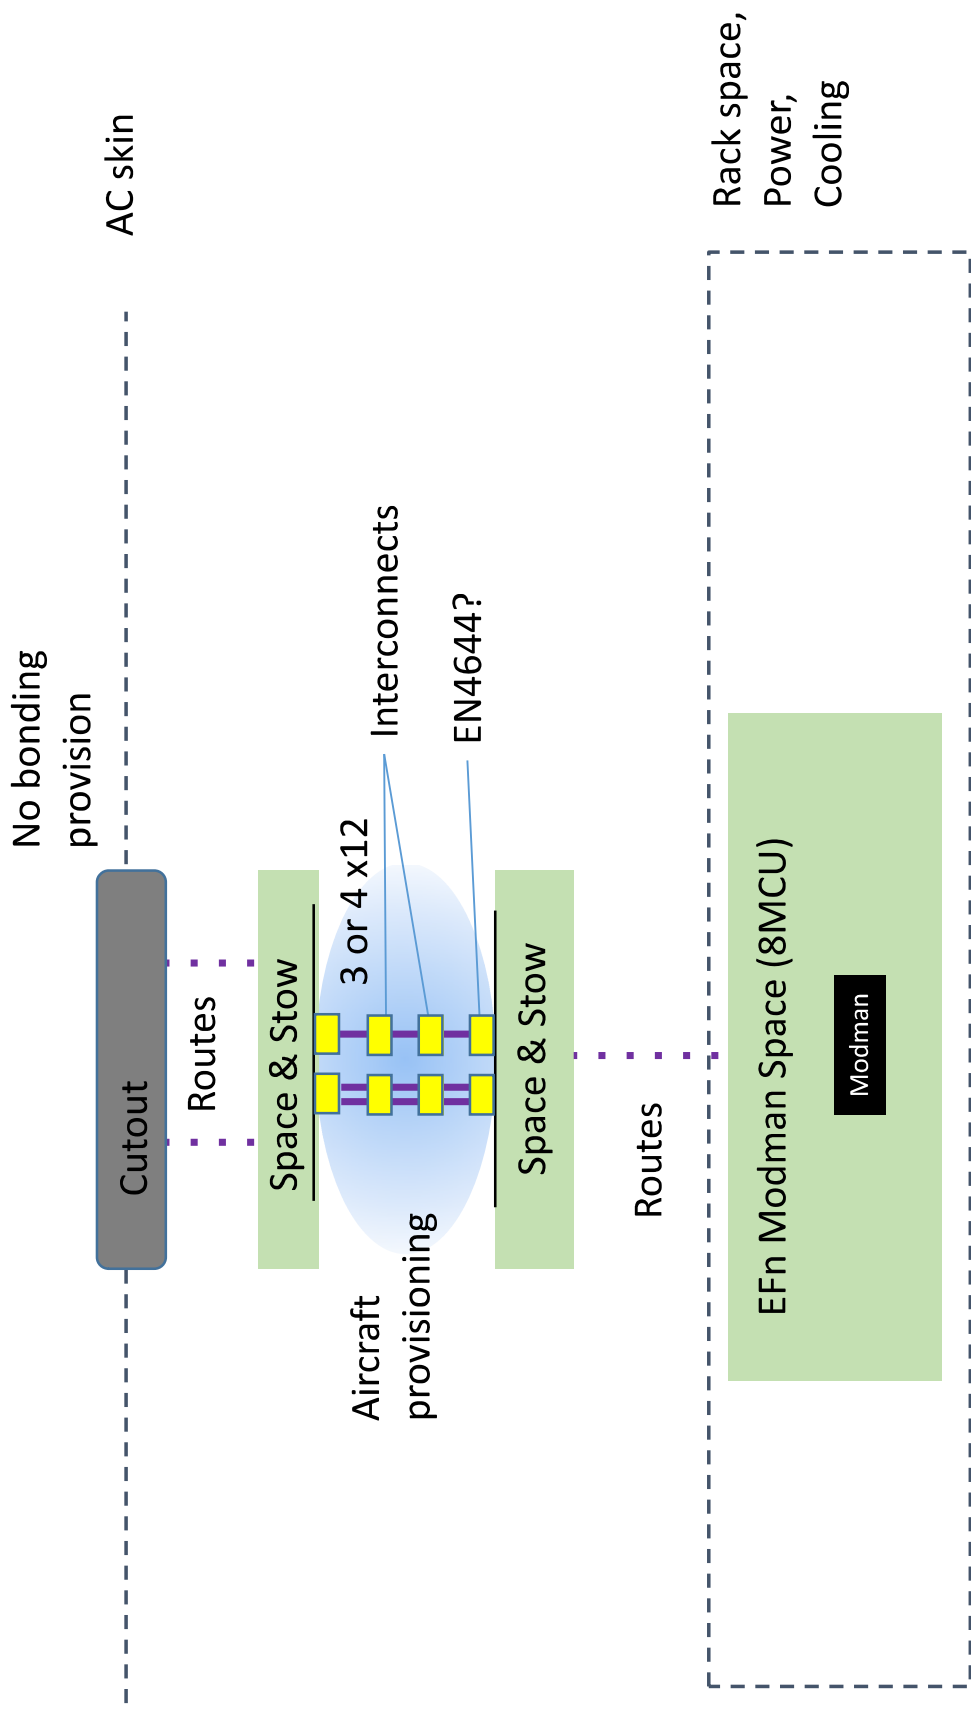 No bonding
provision
AC skin
Cutout
Routes
Space & Stow
3 or 4 x12
Interconnects
Aircraft
provisioning
EN4644?
Space & Stow
Routes
Rack space,
Power,
Cooling
EFn Modman Space (8MCU)
Modman